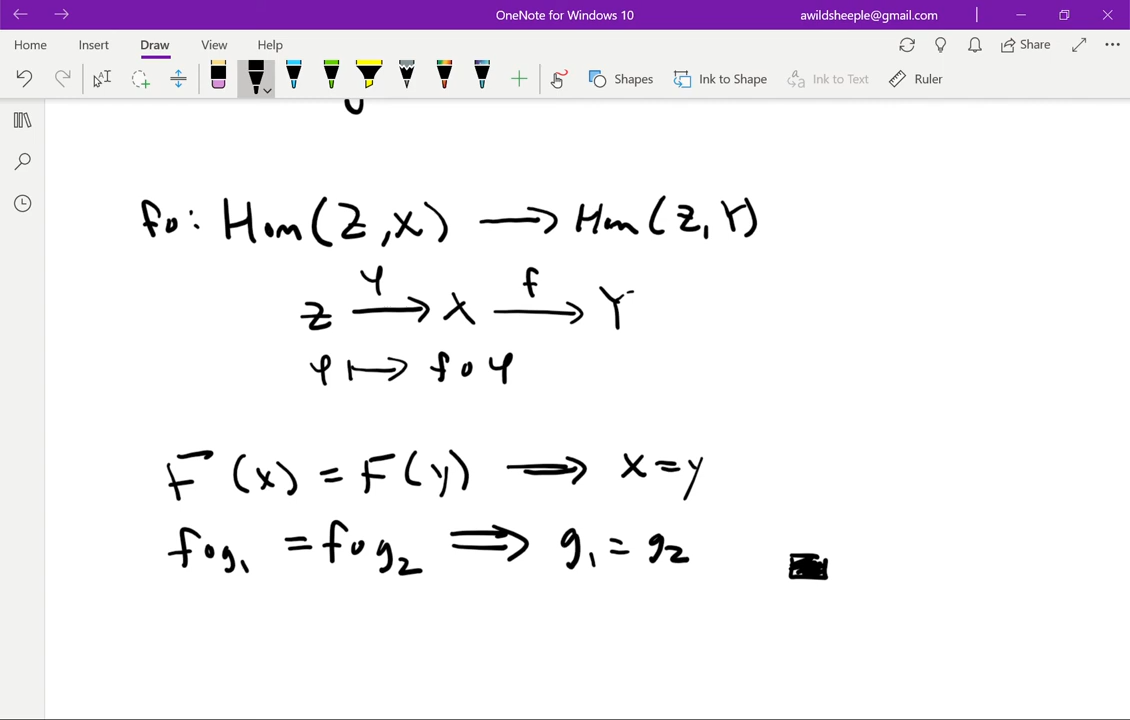 OneNote for Windows 10
awildsheeple@gmail.com
Home Insert Draw View Help
Share
Shapes Ink to Shape Ink to Text Ruler
f∘: Hom(Z,X) ⟶ Hom(Z,Y)
φ f
Z ⟶ X ⟶ Y
φ ⟼ f∘φ
F(x) = F(y) ⟹ x=y
f∘g₁ = f∘g₂ ⟹ g₁ = g₂